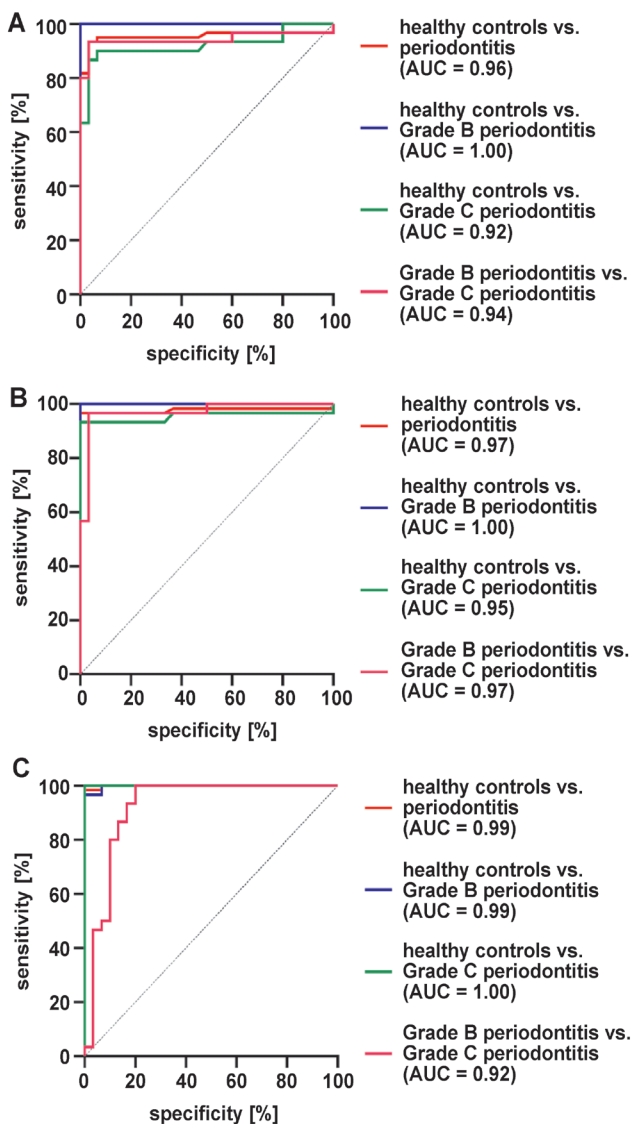 A
sensitivity [%]
100
80
60
40
20
0
0 20 40 60 80 100
specificity [%]
healthy controls vs.
periodontitis
(AUC = 0.96)
healthy controls vs.
Grade B periodontitis
(AUC = 1.00)
healthy controls vs.
Grade C periodontitis
(AUC = 0.92)
Grade B periodontitis vs.
Grade C periodontitis
(AUC = 0.94)
B
sensitivity [%]
100
80
60
40
20
0
0 20 40 60 80 100
specificity [%]
healthy controls vs.
periodontitis
(AUC = 0.97)
healthy controls vs.
Grade B periodontitis
(AUC = 1.00)
healthy controls vs.
Grade C periodontitis
(AUC = 0.95)
Grade B periodontitis vs.
Grade C periodontitis
(AUC = 0.97)
C
sensitivity [%]
100
80
60
40
20
0
0 20 40 60 80 100
specificity [%]
healthy controls vs.
periodontitis
(AUC = 0.99)
healthy controls vs.
Grade B periodontitis
(AUC = 0.99)
healthy controls vs.
Grade C periodontitis
(AUC = 1.00)
Grade B periodontitis vs.
Grade C periodontitis
(AUC = 0.92)